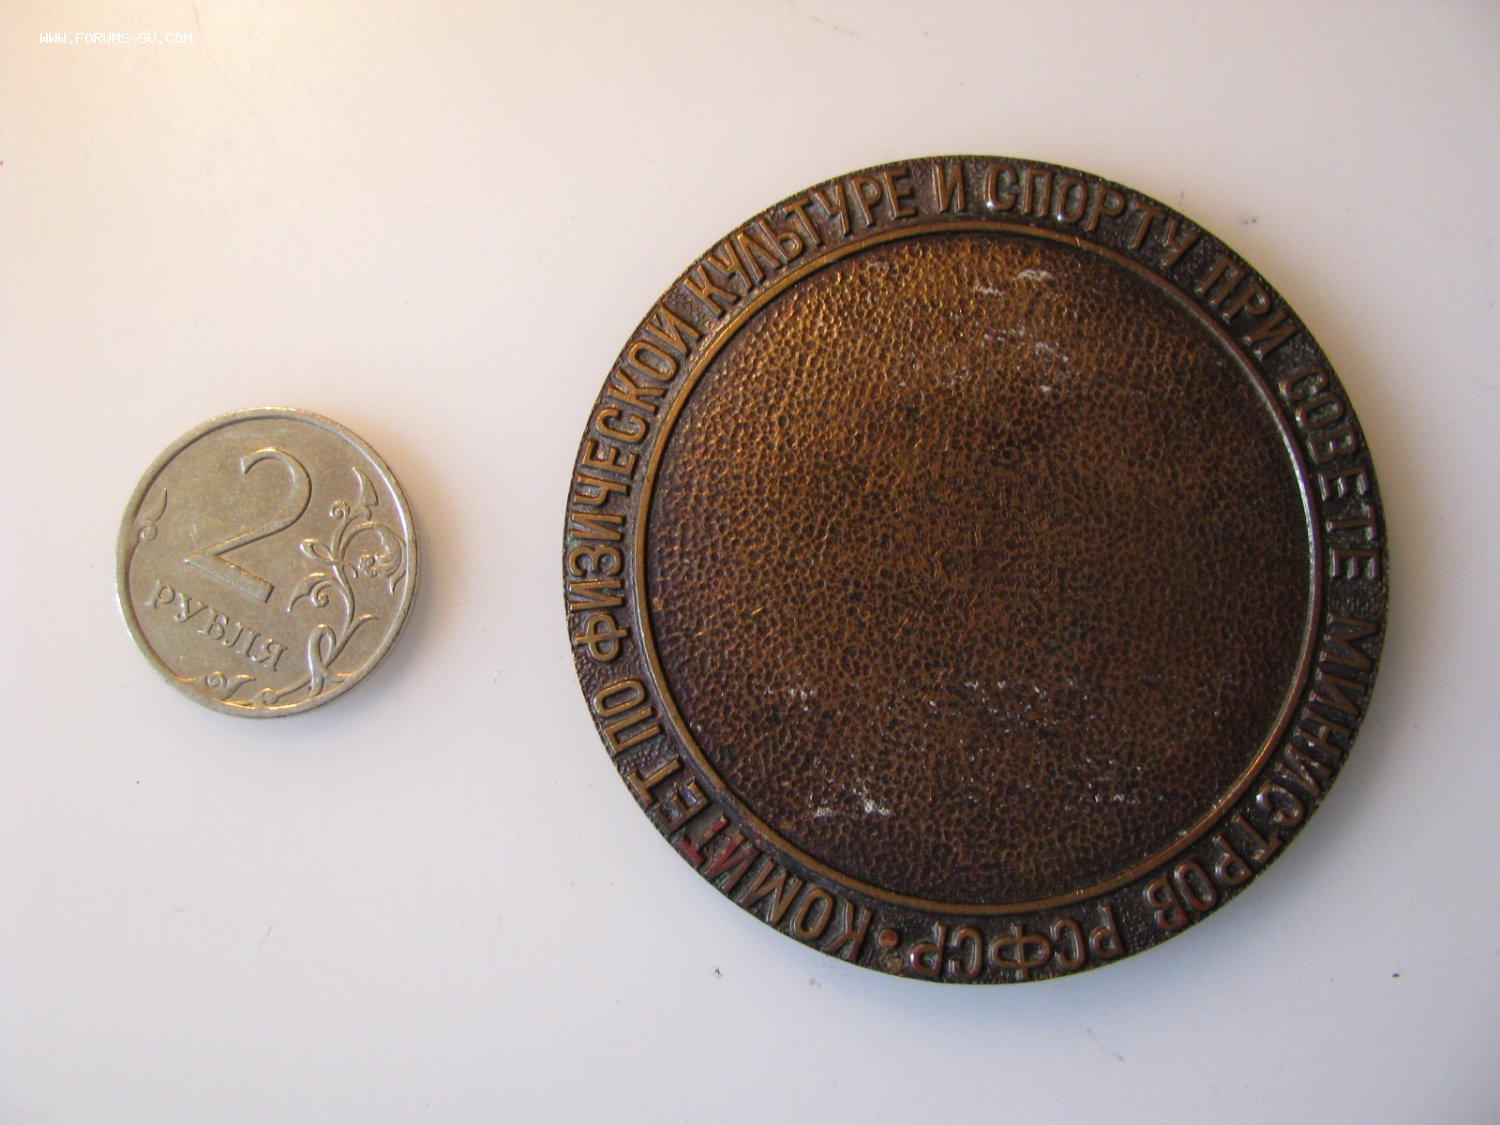 WWW.FORUMS-SU.COM
2
РУБЛЯ
КОМИТЕТ ПО ФИЗИЧЕСКОЙ КУЛЬТУРЕ И СПОРТУ ПРИ СОВЕТЕ МИНИСТРОВ РСФСР •